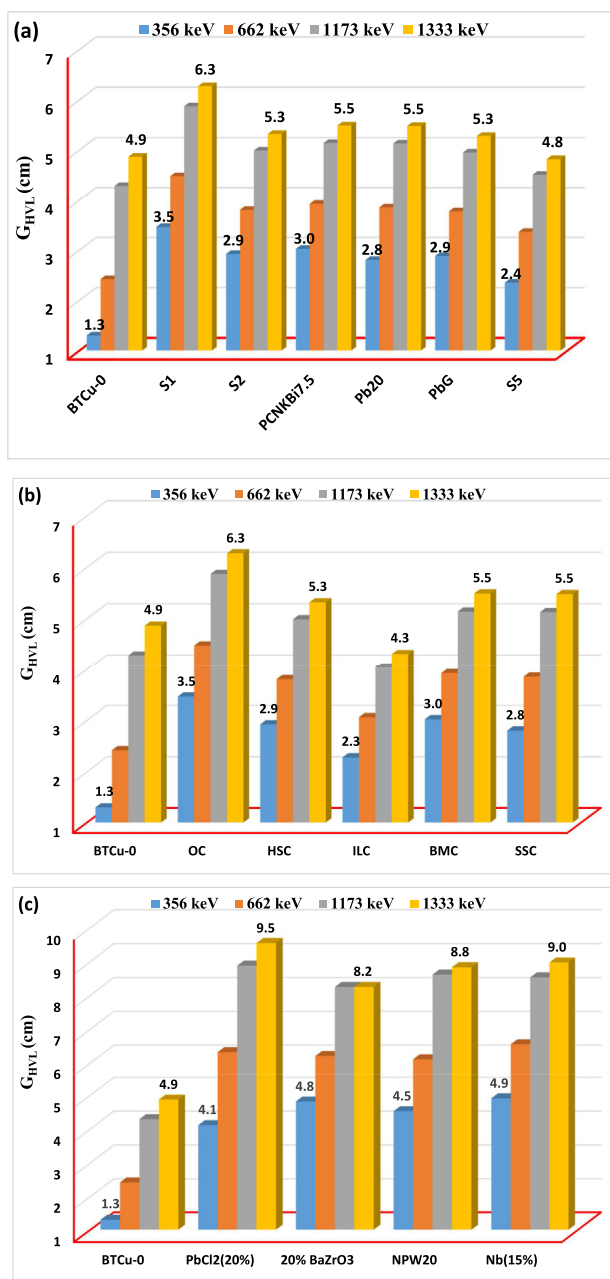 (a)
356 keV 662 keV 1173 keV 1333 keV
7
6
5
4
3
2
1
G_HVL (cm)
4.9 6.3 5.3 5.5 5.5 5.3 4.8
1.3 3.5 2.9 3.0 2.8 2.9 2.4
BTCu-0 S1 S2 PCNKBi7.5 Pb20 PbG S5
(b)
356 keV 662 keV 1173 keV 1333 keV
7
6
5
4
3
2
1
G_HVL (cm)
4.9 6.3 5.3 4.3 5.5 5.5
1.3 3.5 2.9 2.3 3.0 2.8
BTCu-0 OC HSC ILC BMC SSC
(c)
356 keV 662 keV 1173 keV 1333 keV
10
9
8
7
6
5
4
3
2
1
G_HVL (cm)
4.9 9.5 8.2 8.8 9.0
1.3 4.1 4.8 4.5 4.9
BTCu-0 PbCl2(20%) 20% BaZrO3 NPW20 Nb(15%)